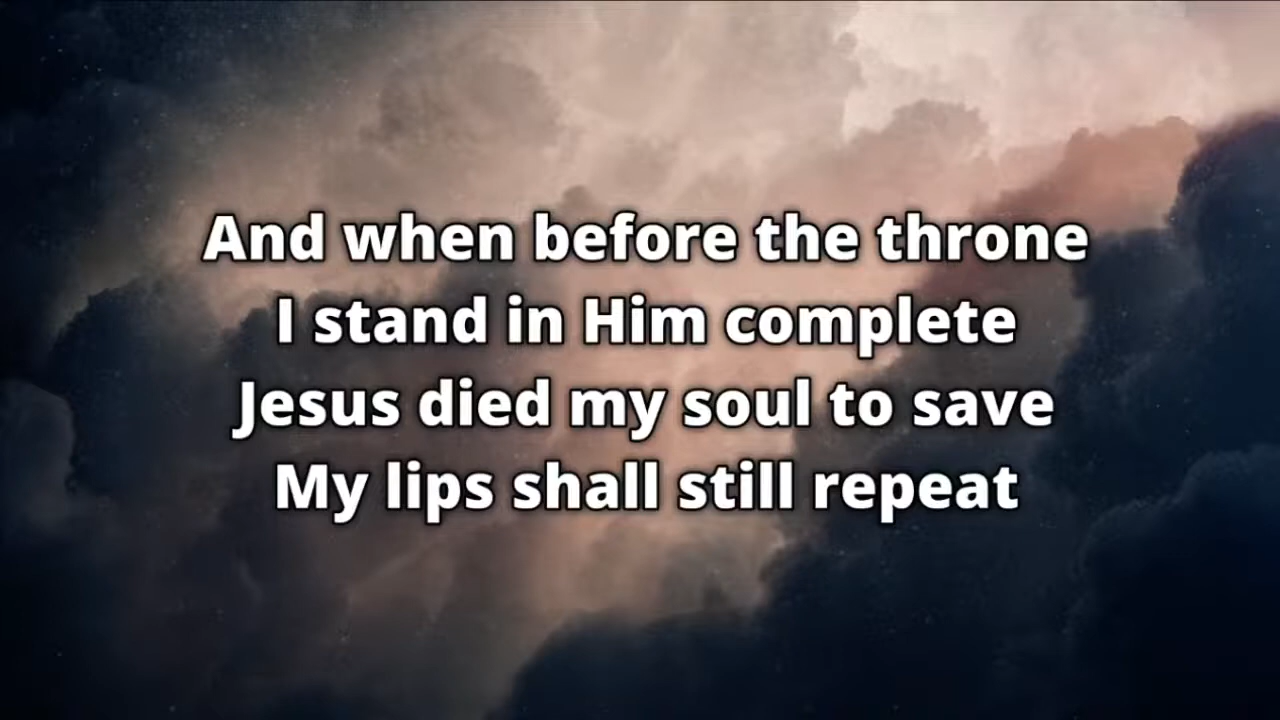 And when before the throne
I stand in Him complete
Jesus died my soul to save
My lips shall still repeat